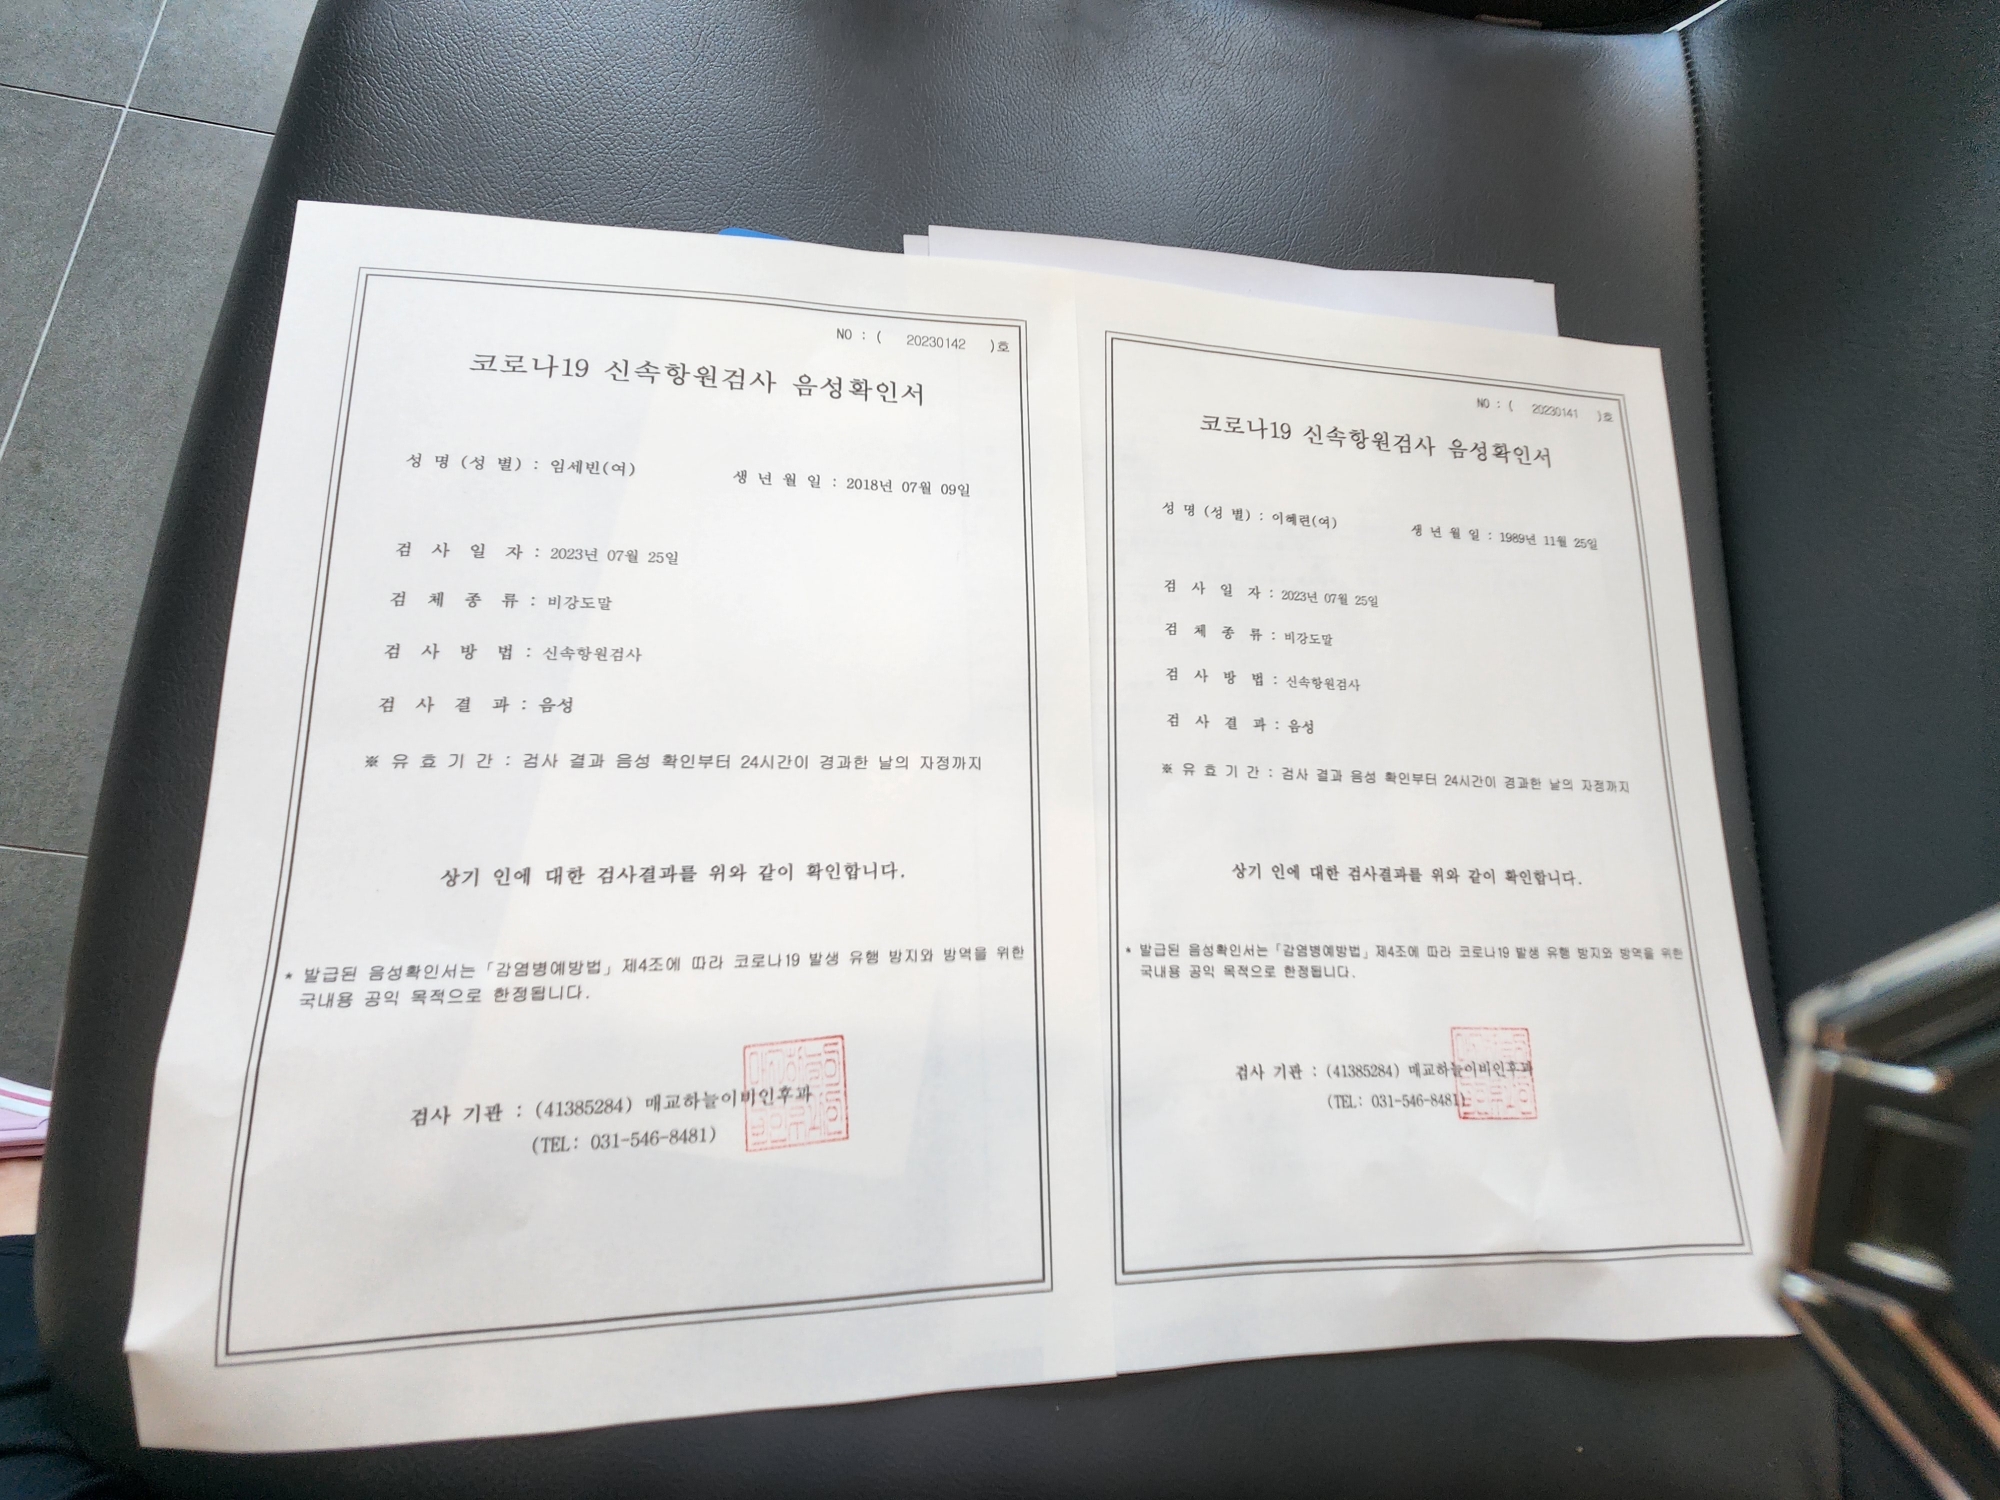 NO : ( 20230142 )호
코로나19 신속항원검사 음성확인서
성 명 (성 별) : 임세빈(여) 생 년 월 일 : 2018년 07월 09일
검 사 일 자 : 2023년 07월 25일
검 체 종 류 : 비강도말
검 사 방 법 : 신속항원검사
검 사 결 과 : 음성
※ 유 효 기 간 : 검사 결과 음성 확인부터 24시간이 경과한 날의 자정까지
상기 인에 대한 검사결과를 위와 같이 확인합니다.
* 발급된 음성확인서는 「감염병예방법」 제4조에 따라 코로나19 발생 유행 방지와 방역을 위한
국내용 공익 목적으로 한정됩니다.
검사 기관 : (41385284) 매교하늘이비인후과
(TEL: 031-546-8481)
NO : ( 20230141 )호
코로나19 신속항원검사 음성확인서
성 명 (성 별) : 이혜련(여) 생 년 월 일 : 1989년 11월 25일
검 사 일 자 : 2023년 07월 25일
검 체 종 류 : 비강도말
검 사 방 법 : 신속항원검사
검 사 결 과 : 음성
※ 유 효 기 간 : 검사 결과 음성 확인부터 24시간이 경과한 날의 자정까지
상기 인에 대한 검사결과를 위와 같이 확인합니다.
* 발급된 음성확인서는 「감염병예방법」 제4조에 따라 코로나19 발생 유행 방지와 방역을 위한
국내용 공익 목적으로 한정됩니다.
검사 기관 : (41385284) 매교하늘이비인후과
(TEL: 031-546-8481)